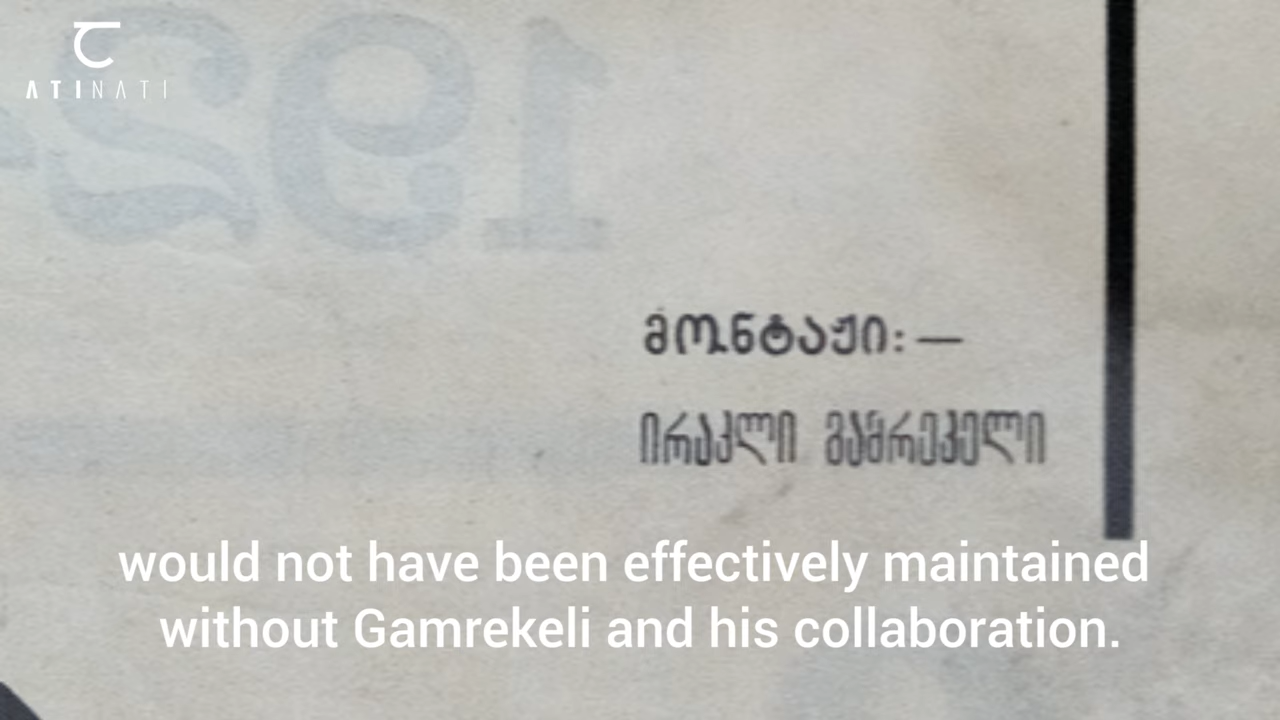 ATINATI
მონტაჟი: —
ირაკლი გამრეკელი
would not have been effectively maintained
without Gamrekeli and his collaboration.